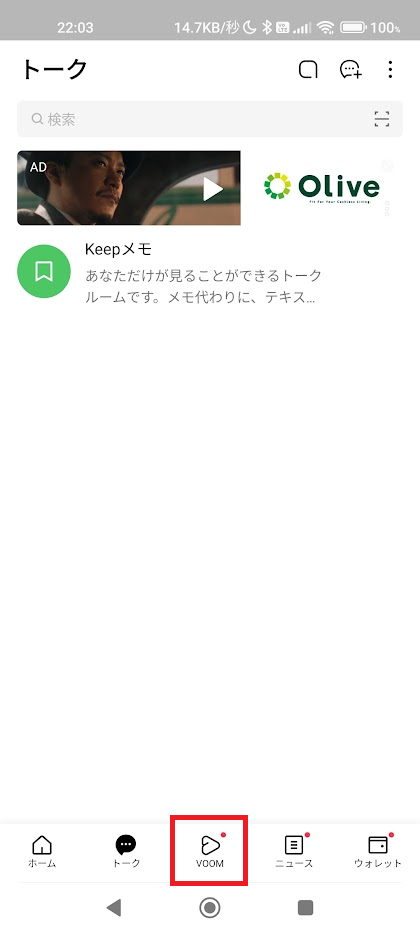 22:03 14.7KB/秒 100%
トーク
検索
AD
Olive
Fit For Your Cashless Living
Keepメモ
あなただけが見ることができるトーク
ルームです。メモ代わりに、テキス...
ホーム トーク VOOM ニュース ウォレット